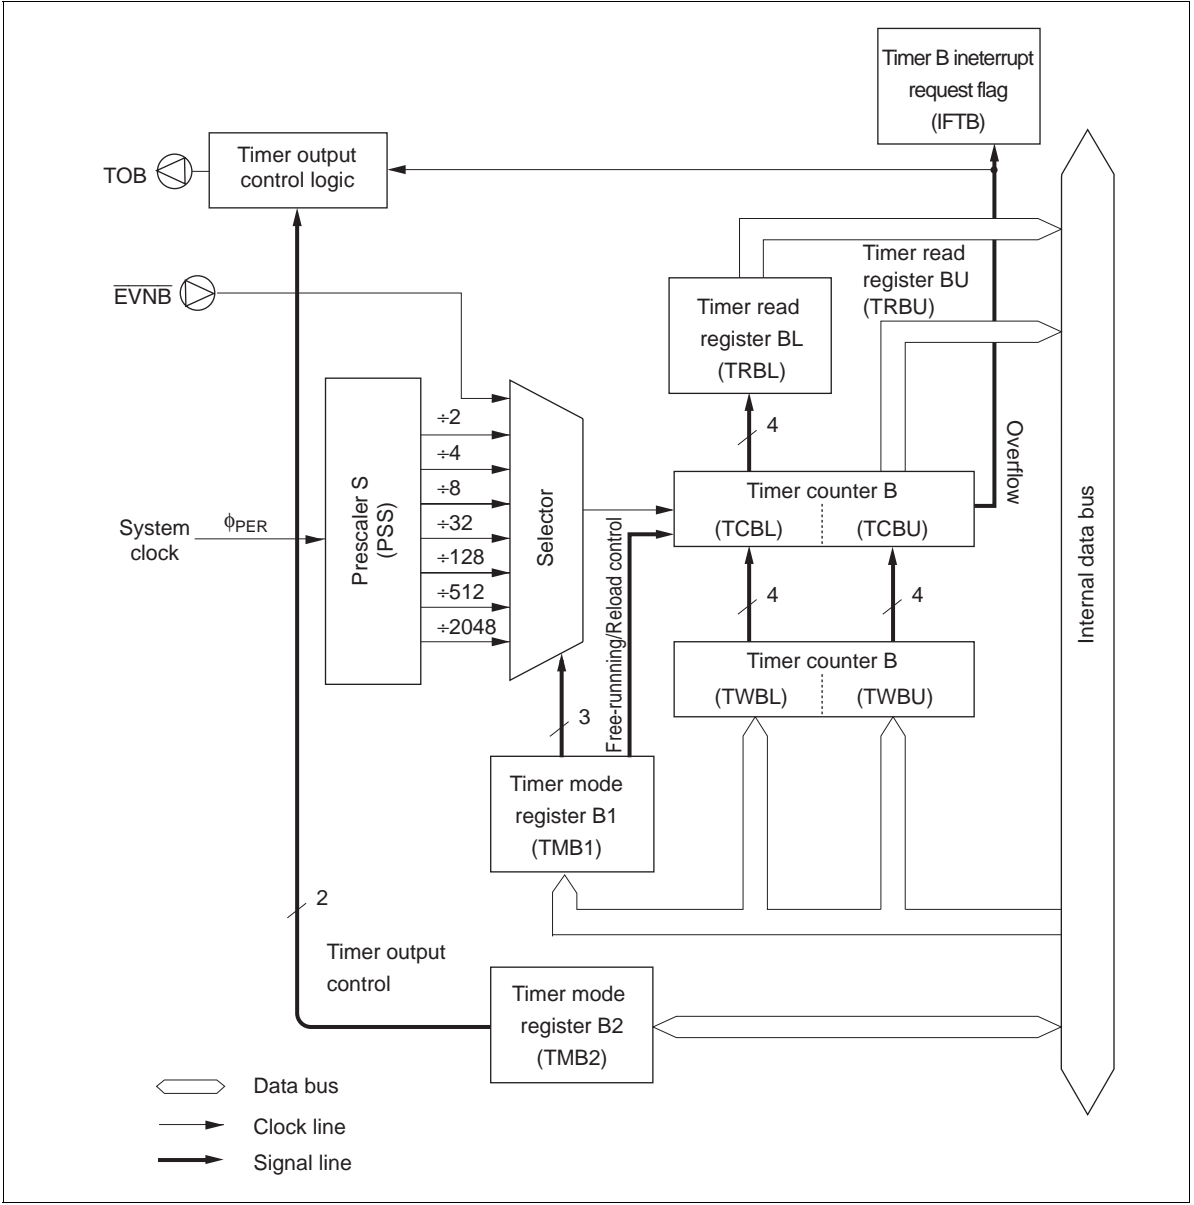 Timer B ineterrupt
request flag
(IFTB)
Timer output
control logic
TOB
EVNB
Timer read
register BU
(TRBU)
Timer read
register BL
(TRBL)
4
Overflow
÷2
÷4
÷8
÷32
÷128
÷512
÷2048
Prescaler S
(PSS)
Selector
System
clock
ϕPER
Timer counter B
(TCBL)
(TCBU)
Free-runnning/Reload control
4
4
Timer counter B
(TWBL)
(TWBU)
Internal data bus
3
Timer mode
register B1
(TMB1)
2
Timer output
control
Timer mode
register B2
(TMB2)
Data bus
Clock line
Signal line